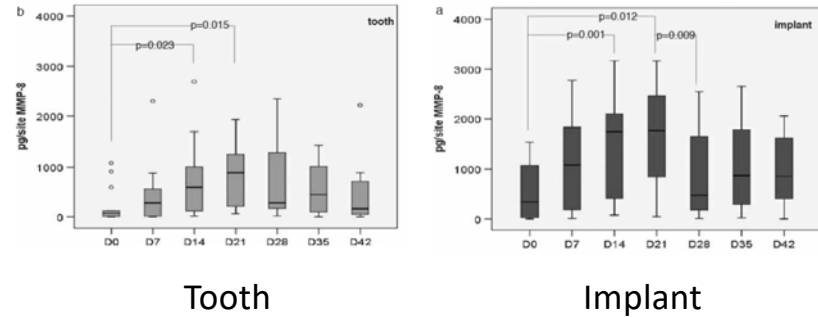 b
tooth
4000
3000
2000
1000
0
pg/site MMP-8
p=0.015
p=0.023
D0 D7 D14 D21 D28 D35 D42
Tooth
a
implant
4000
3000
2000
1000
0
pg/site MMP-8
p=0.012
p=0.001 p=0.009
D0 D7 D14 D21 D28 D35 D42
Implant